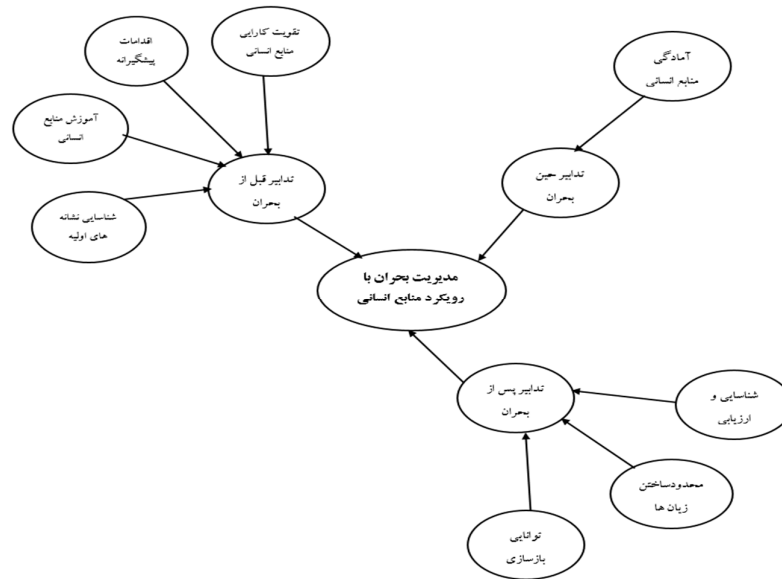 تقویت کارایی
منابع انسانی
اقدامات
پیشگیرانه
آموزش منابع
انسانی
شناسایی نشانه
های اولیه
تدابیر قبل از
بحران
آمادگی
منابع انسانی
تدابیر حین
بحران
مدیریت بحران با
رویکرد منابع انسانی
تدابیر پس از
بحران
شناسایی و
ارزیابی
محدودساختن
زیان ها
توانایی
بازسازی